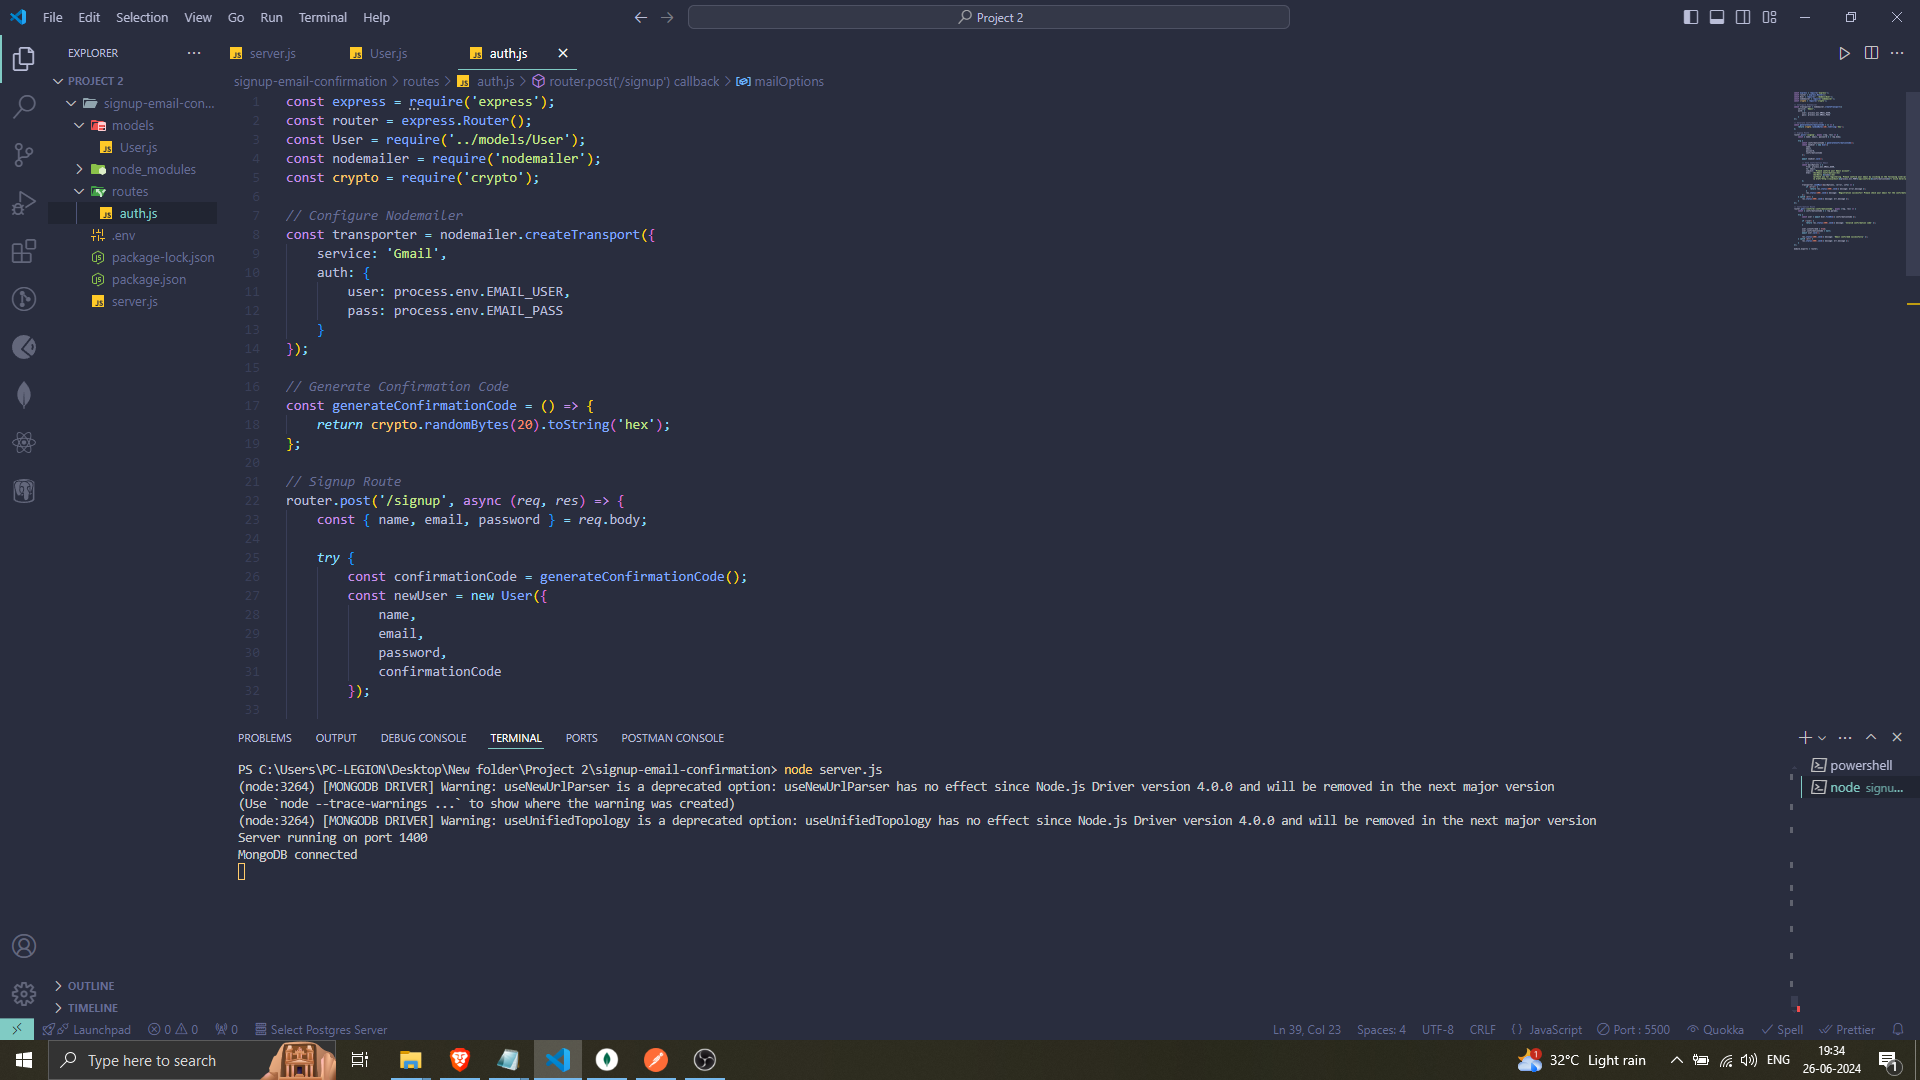 File Edit Selection View Go Run Terminal Help
Project 2
EXPLORER
PROJECT 2
signup-email-con...
models
User.js
node_modules
routes
auth.js
.env
package-lock.json
package.json
server.js
OUTLINE
TIMELINE
server.js User.js auth.js
signup-email-confirmation > routes > auth.js > router.post('/signup') callback > mailOptions
1 const express = require('express');
2 const router = express.Router();
3 const User = require('../models/User');
4 const nodemailer = require('nodemailer');
5 const crypto = require('crypto');
6
7 // Configure Nodemailer
8 const transporter = nodemailer.createTransport({
9 service: 'Gmail',
10 auth: {
11 user: process.env.EMAIL_USER,
12 pass: process.env.EMAIL_PASS
13 }
14 });
15
16 // Generate Confirmation Code
17 const generateConfirmationCode = () => {
18 return crypto.randomBytes(20).toString('hex');
19 };
20
21 // Signup Route
22 router.post('/signup', async (req, res) => {
23 const { name, email, password } = req.body;
24
25 try {
26 const confirmationCode = generateConfirmationCode();
27 const newUser = new User({
28 name,
29 email,
30 password,
31 confirmationCode
32 });
33
PROBLEMS OUTPUT DEBUG CONSOLE TERMINAL PORTS POSTMAN CONSOLE
PS C:\Users\PC-LEGION\Desktop\New folder\Project 2\signup-email-confirmation> node server.js
(node:3264) [MONGODB DRIVER] Warning: useNewUrlParser is a deprecated option: useNewUrlParser has no effect since Node.js Driver version 4.0.0 and will be removed in the next major version
(Use `node --trace-warnings ...` to show where the warning was created)
(node:3264) [MONGODB DRIVER] Warning: useUnifiedTopology is a deprecated option: useUnifiedTopology has no effect since Node.js Driver version 4.0.0 and will be removed in the next major version
Server running on port 1400
MongoDB connected
powershell
node signu...
Launchpad 0 0 0 Select Postgres Server
Ln 39, Col 23 Spaces: 4 UTF-8 CRLF {} JavaScript Port : 5500 Quokka Spell Prettier
Type here to search
1 32°C Light rain
ENG
19:34
26-06-2024
1